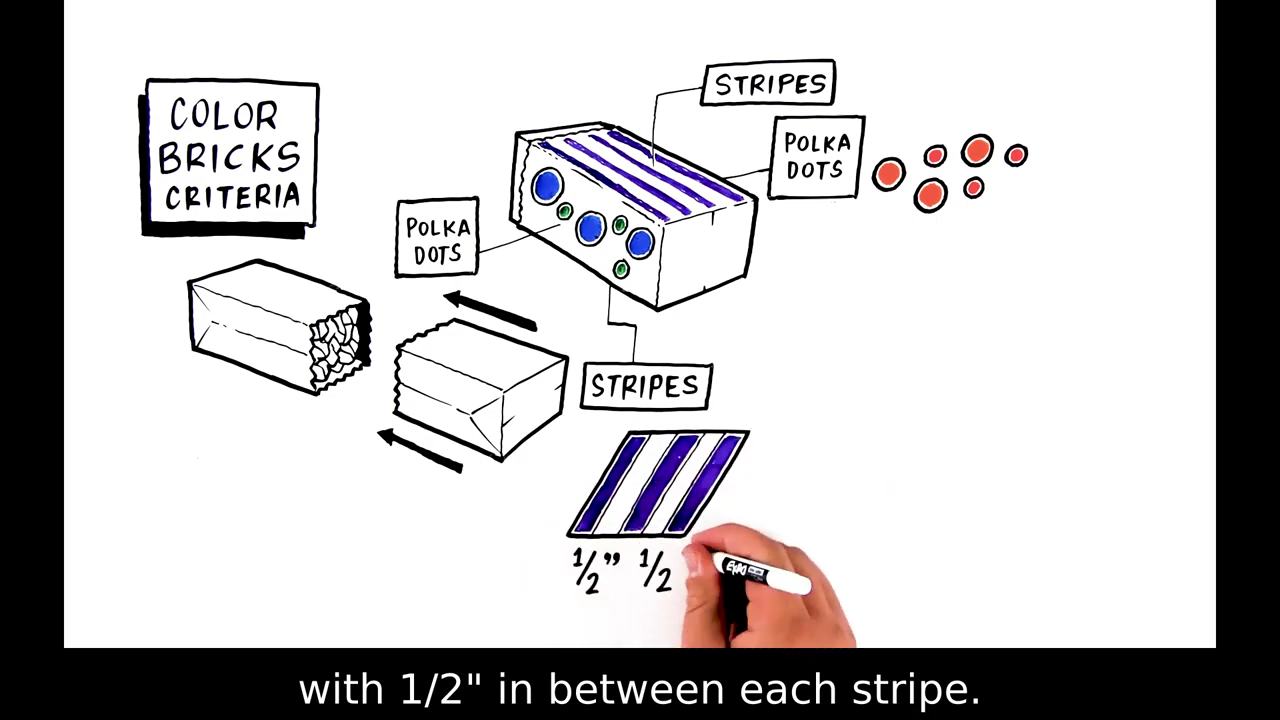 COLOR
BRICKS
CRITERIA
STRIPES
POLKA
DOTS
POLKA
DOTS
STRIPES
1/2" 1/2
EXPO
with 1/2" in between each stripe.